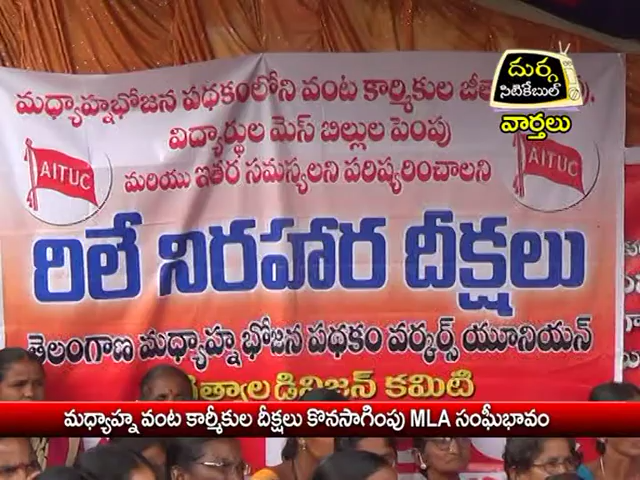 మధ్యాహ్నభోజన పథకంలోని వంట కార్మికుల
విద్యార్థుల మెస్ బిల్లుల పెంపు
మరియు ఇతర సమస్యలని పరిష్కరించాలని
AITUC
AITUC
రిలే నిరహార దీక్షలు
తెలంగాణ మధ్యాహ్న భోజన పథకం వర్కర్స్ యూనియన్
డివిజన్ కమిటి
దుర్గ
సిటికేబుల్
వార్తలు
మధ్యాహ్న వంట కార్మీకుల దీక్షలు కొనసాగింపు MLA సంఘీభావం